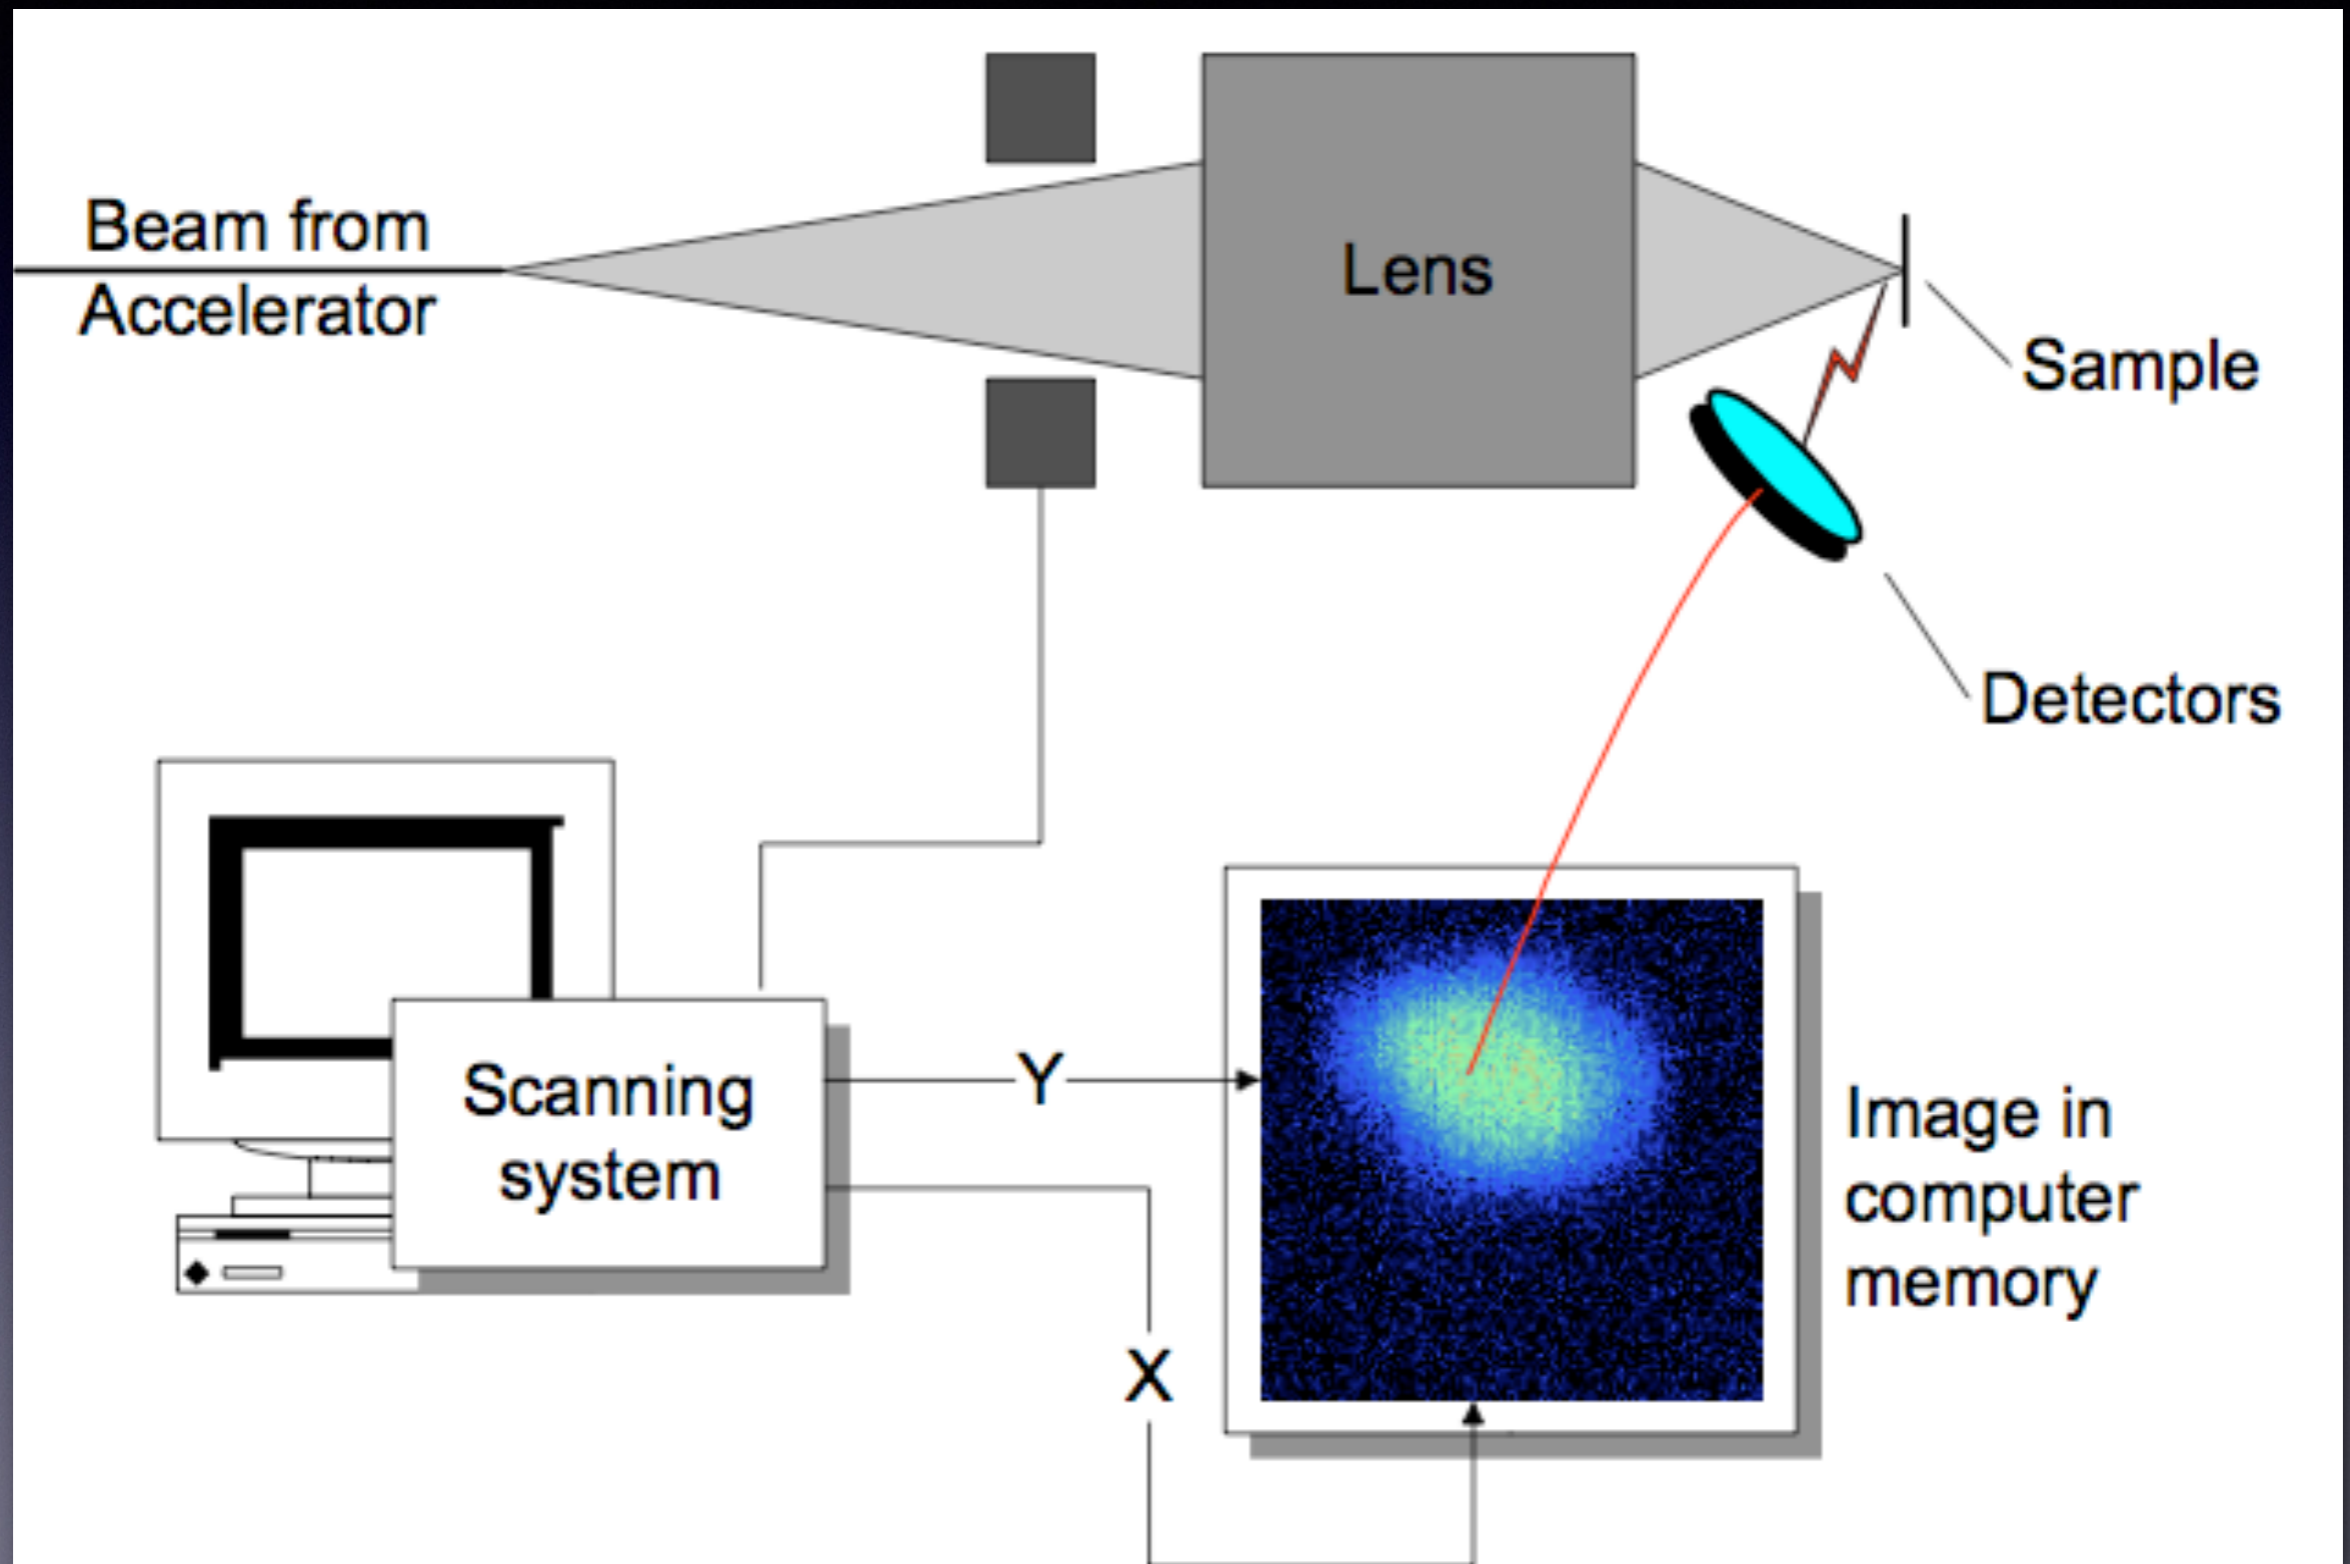 Beam from
Accelerator
Lens
Sample
Detectors
Scanning
system
Y
X
Image in
computer
memory